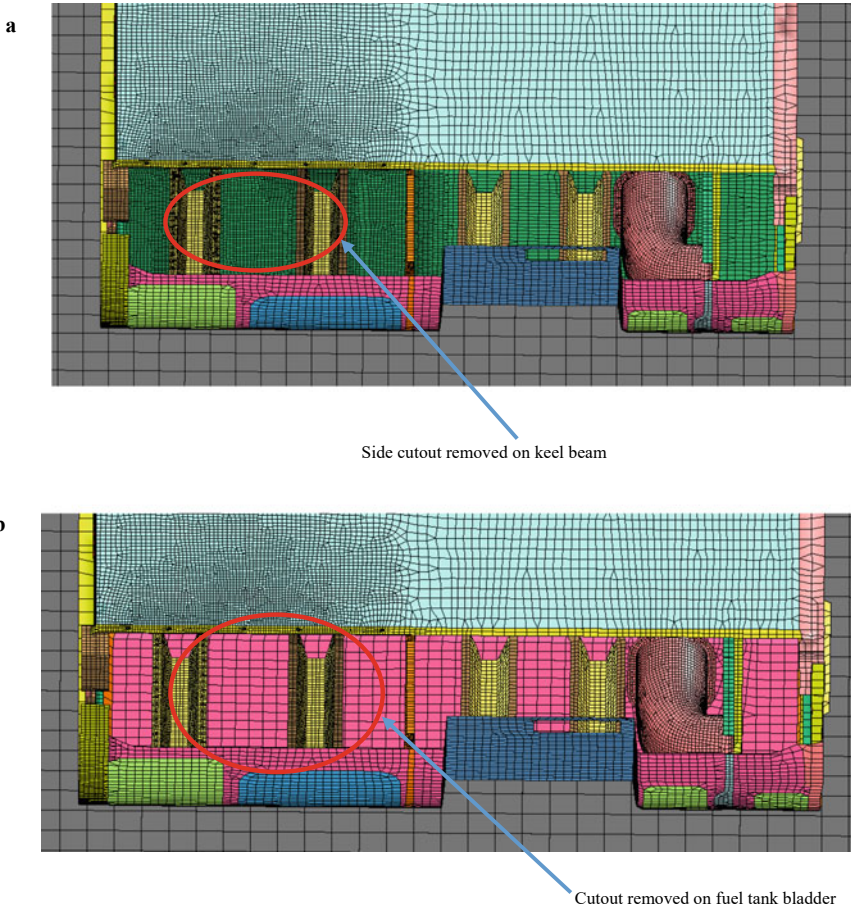 a
Side cutout removed on keel beam
b
Cutout removed on fuel tank bladder